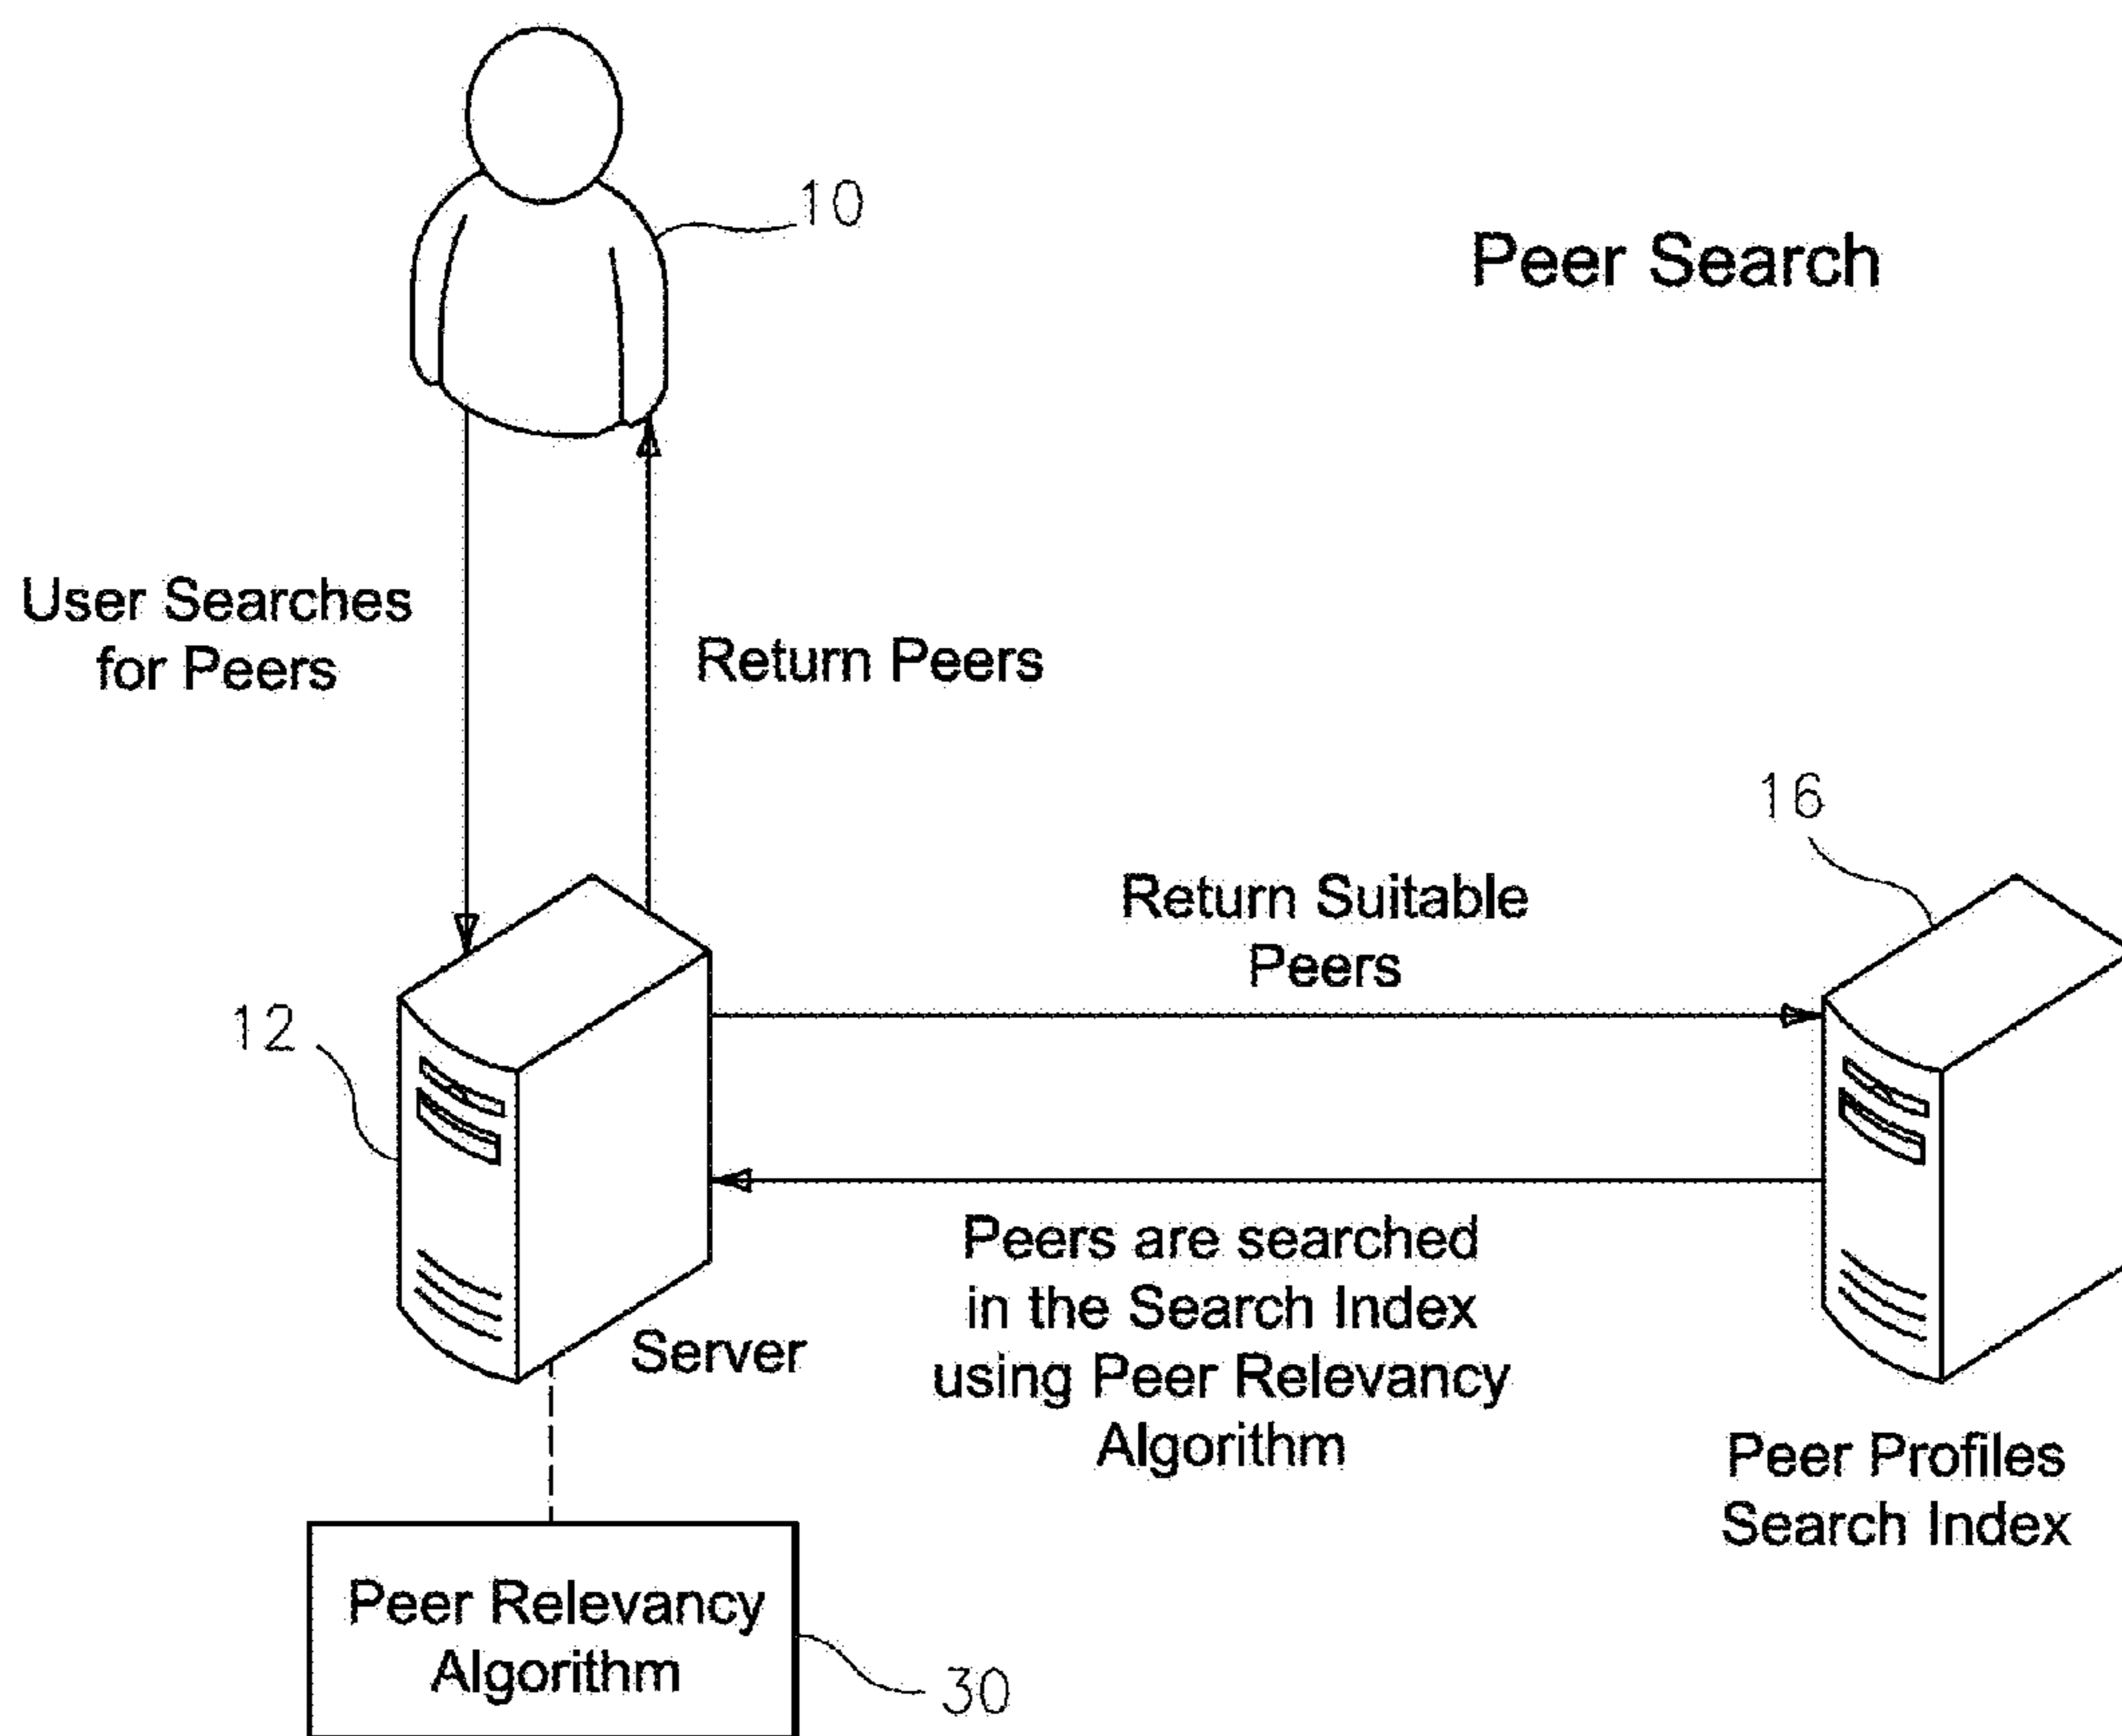 10
Peer Search
User Searches
for Peers
Return Peers
16
Return Suitable
Peers
12
Peers are searched
in the Search Index
using Peer Relevancy
Algorithm
Server
Peer Profiles
Search Index
Peer Relevancy
Algorithm
30